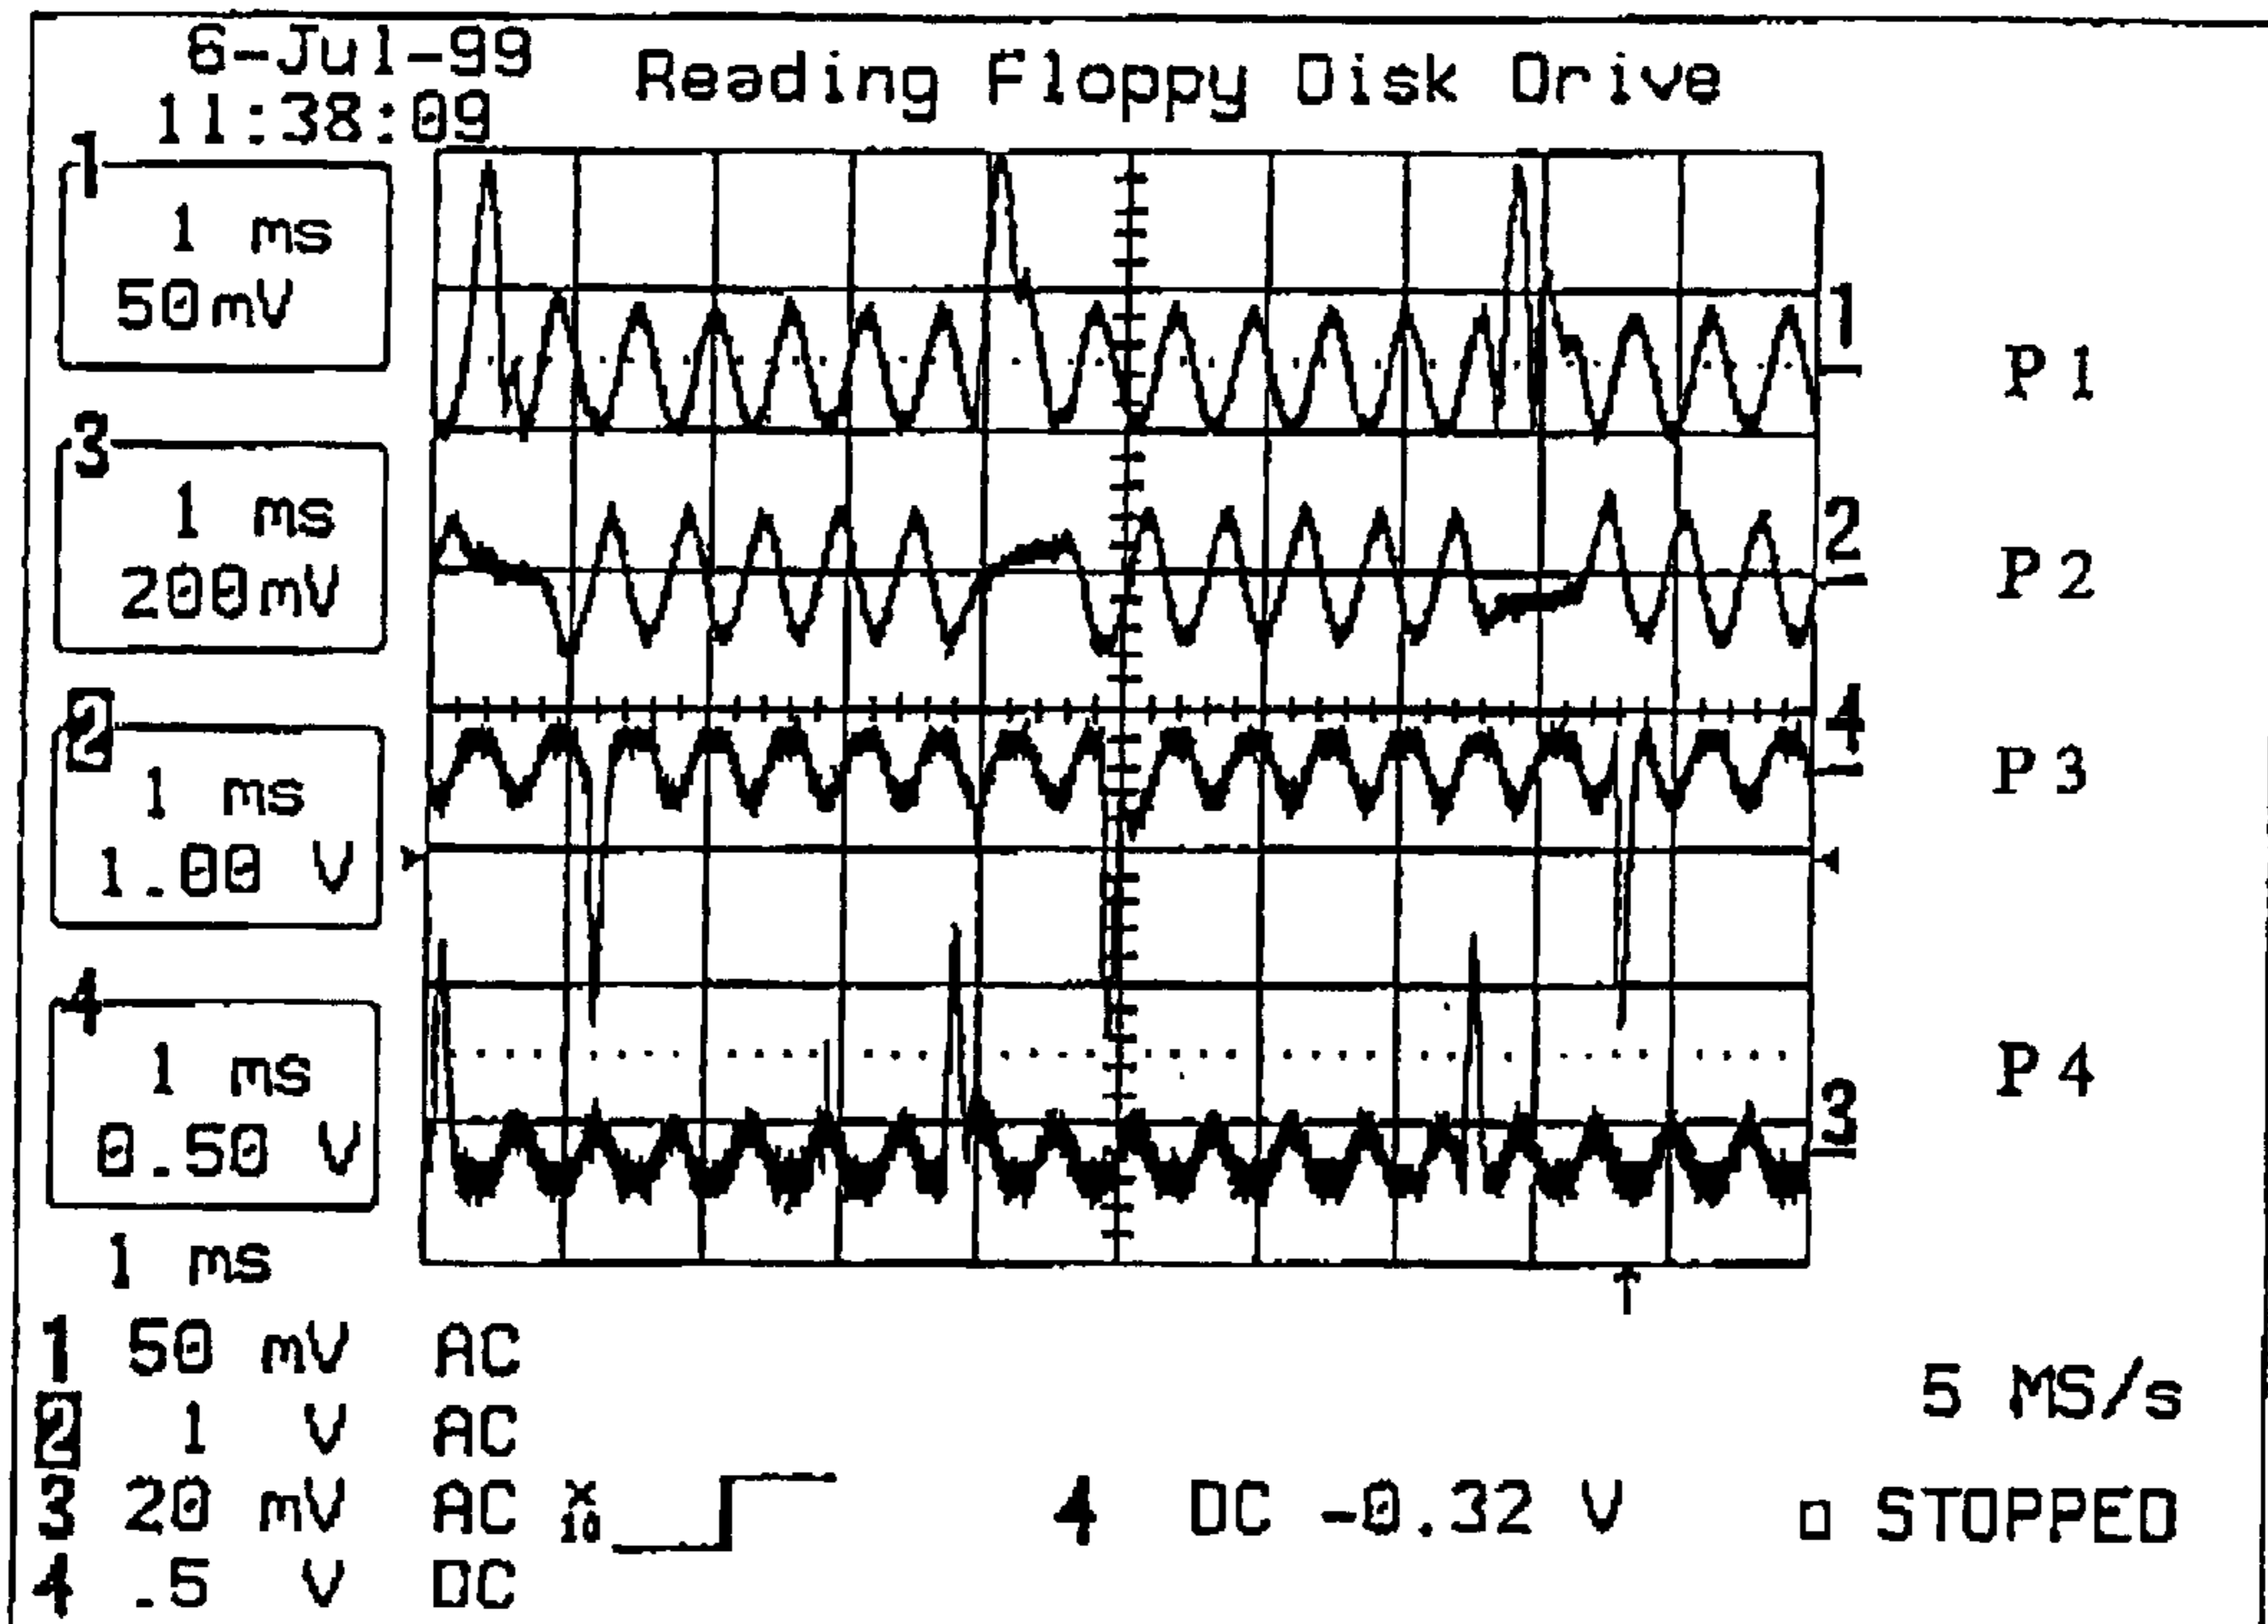 6-Jul-99
11:38:09
Reading Floppy Disk Drive
1
1 ms
50mV
3
1 ms
200mV
2
1 ms
1.00 V
4
1 ms
0.50 V
1
P1
2
P2
4
P3
3
P4
1 ms
1 50 mV AC
2 1 V AC
3 20 mV AC X10
4 .5 V DC
4 DC -0.32 V
5 MS/s
□ STOPPED